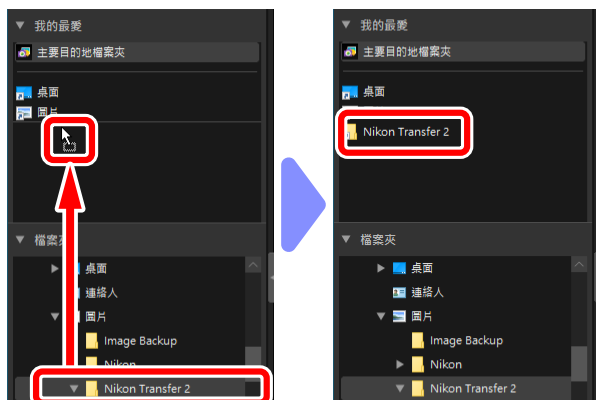 我的最愛
主要目的地檔案夾
桌面
圖片
檔案夾
桌面
連絡人
圖片
Image Backup
Nikon
Nikon Transfer 2
我的最愛
主要目的地檔案夾
桌面
Nikon Transfer 2
檔案夾
桌面
連絡人
圖片
Image Backup
Nikon
Nikon Transfer 2